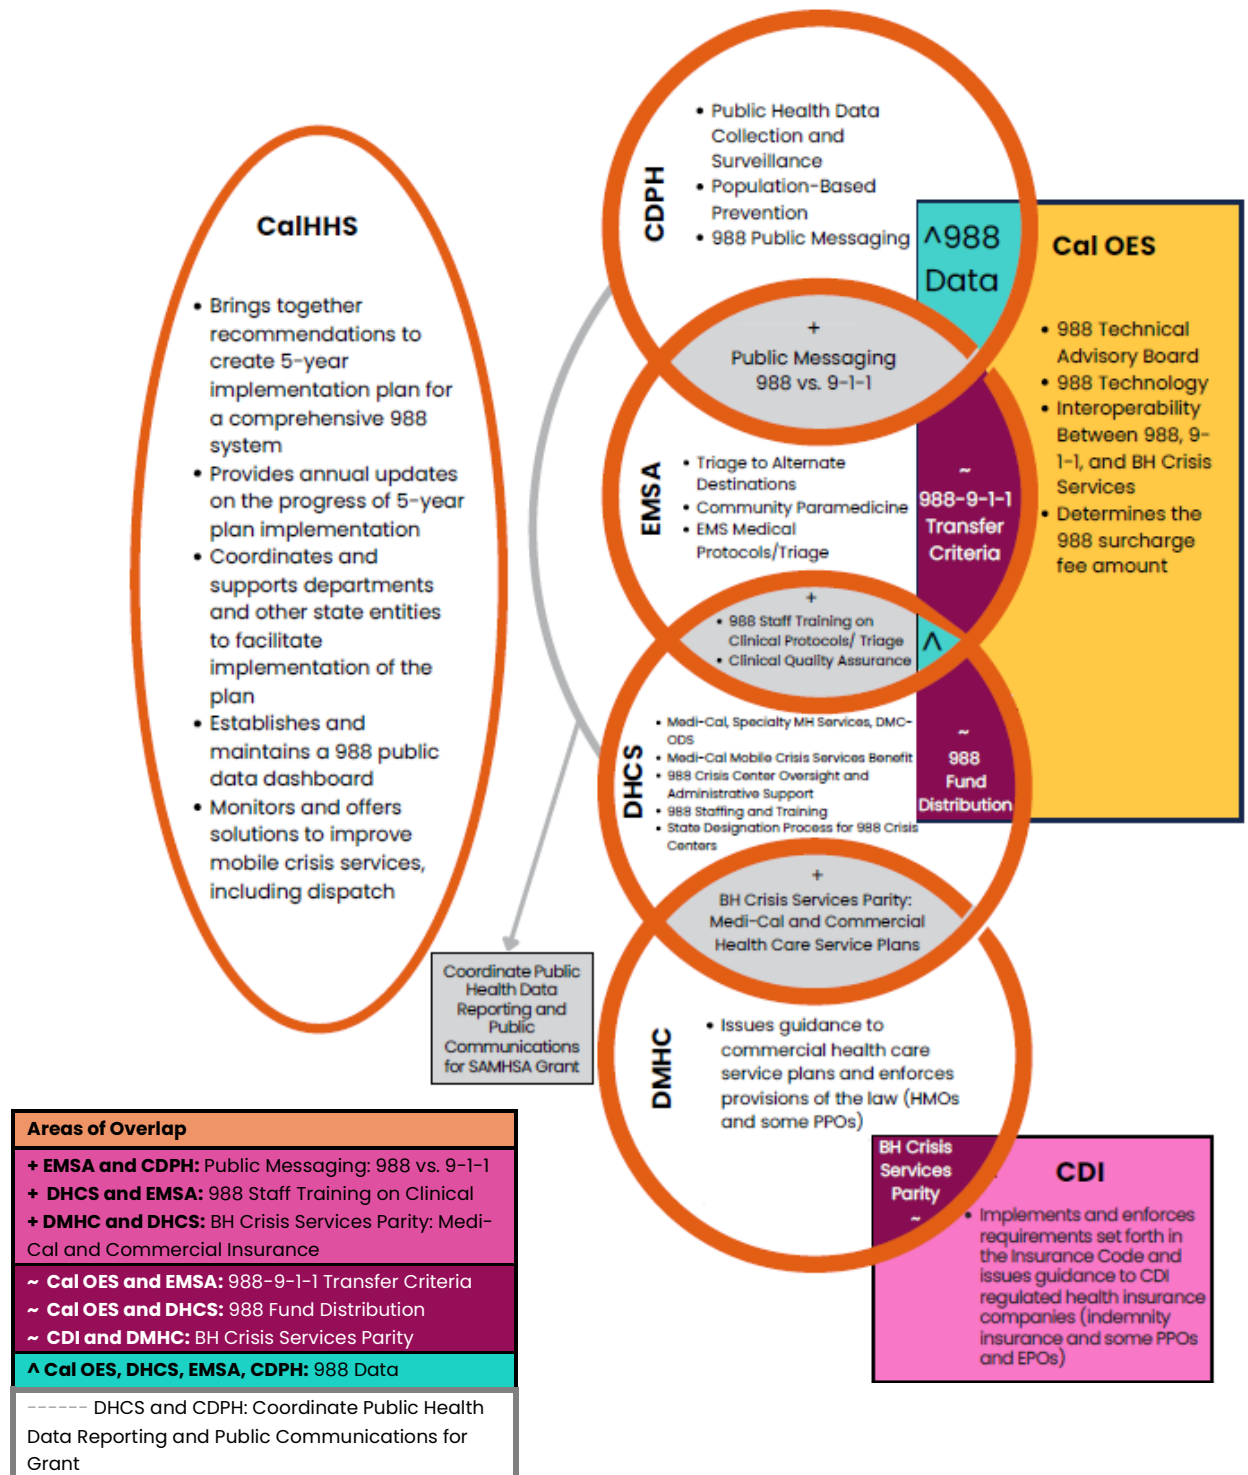 CalHHS
• Brings together
recommendations to
create 5-year
implementation plan for
a comprehensive 988
system
• Provides annual updates
on the progress of 5-year
plan implementation
• Coordinates and
supports departments
and other state entities
to facilitate
implementation of the
plan
• Establishes and
maintains a 988 public
data dashboard
• Monitors and offers
solutions to improve
mobile crisis services,
including dispatch
CDPH
• Public Health Data
Collection and
Surveillance
• Population-Based
Prevention
• 988 Public Messaging
^988
Data
Cal OES
• 988 Technical
Advisory Board
• 988 Technology
• Interoperability
Between 988, 9-
1-1, and BH Crisis
Services
• Determines the
988 surcharge
fee amount
+
Public Messaging
988 vs. 9-1-1
EMSA
• Triage to Alternate
Destinations
• Community Paramedicine
• EMS Medical
Protocols/Triage
~
988-9-1-1
Transfer
Criteria
+
• 988 Staff Training on
Clinical Protocols/ Triage
• Clinical Quality Assurance
^
DHCS
• Medi-Cal, Specialty MH Services, DMC-
ODS
• Medi-Cal Mobile Crisis Services Benefit
• 988 Crisis Center Oversight and
Administrative Support
• 988 Staffing and Training
• State Designation Process for 988 Crisis
Centers
~
988
Fund
Distribution
+
BH Crisis Services Parity:
Medi-Cal and Commercial
Health Care Service Plans
Coordinate Public
Health Data
Reporting and
Public
Communications
for SAMHSA Grant
DMHC
• Issues guidance to
commercial health care
service plans and enforces
provisions of the law (HMOs
and some PPOs)
BH Crisis
Services
Parity
~
CDI
• Implements and enforces
requirements set forth in
the Insurance Code and
issues guidance to CDI
regulated health insurance
companies (indemnity
insurance and some PPOs
and EPOs)
Areas of Overlap
+ EMSA and CDPH: Public Messaging: 988 vs. 9-1-1
+ DHCS and EMSA: 988 Staff Training on Clinical
+ DMHC and DHCS: BH Crisis Services Parity: Medi-
Cal and Commercial Insurance
~ Cal OES and EMSA: 988-9-1-1 Transfer Criteria
~ Cal OES and DHCS: 988 Fund Distribution
~ CDI and DMHC: BH Crisis Services Parity
^ Cal OES, DHCS, EMSA, CDPH: 988 Data
------ DHCS and CDPH: Coordinate Public Health
Data Reporting and Public Communications for
Grant